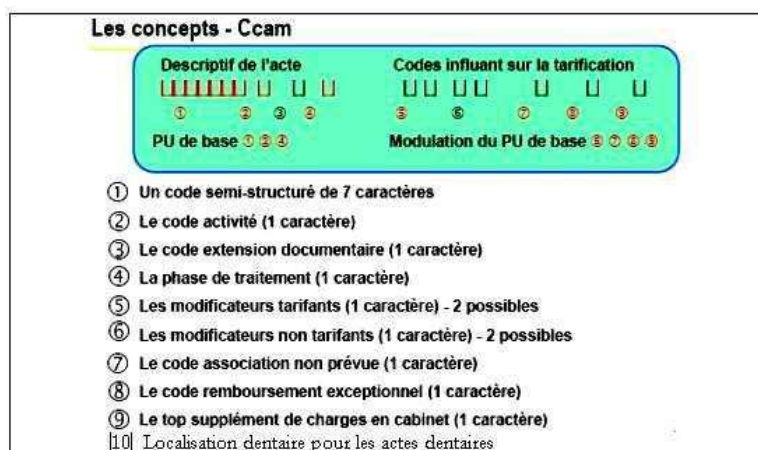 Les concepts - Ccam
Descriptif de l'acte Codes influant sur la tarification
① ② ③ ④ ⑤ ⑥ ⑦ ⑧ ⑨
PU de base Modulation du PU de base
① Un code semi-structuré de 7 caractères
② Le code activité (1 caractère)
③ Le code extension documentaire (1 caractère)
④ La phase de traitement (1 caractère)
⑤ Les modificateurs tarifants (1 caractère) - 2 possibles
⑥ Les modificateurs non tarifants (1 caractère) - 2 possibles
⑦ Le code association non prévue (1 caractère)
⑧ Le code remboursement exceptionnel (1 caractère)
⑨ Le top supplément de charges en cabinet (1 caractère)
|10| Localisation dentaire pour les actes dentaires